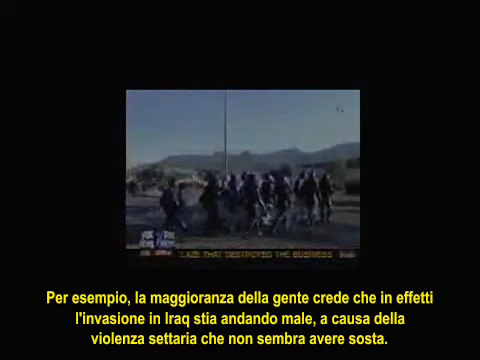 LAZE THAT DESTROYED THE BUSINESS
Per esempio, la maggioranza della gente crede che in effetti
l'invasione in Iraq stia andando male, a causa della
violenza settaria che non sembra avere sosta.